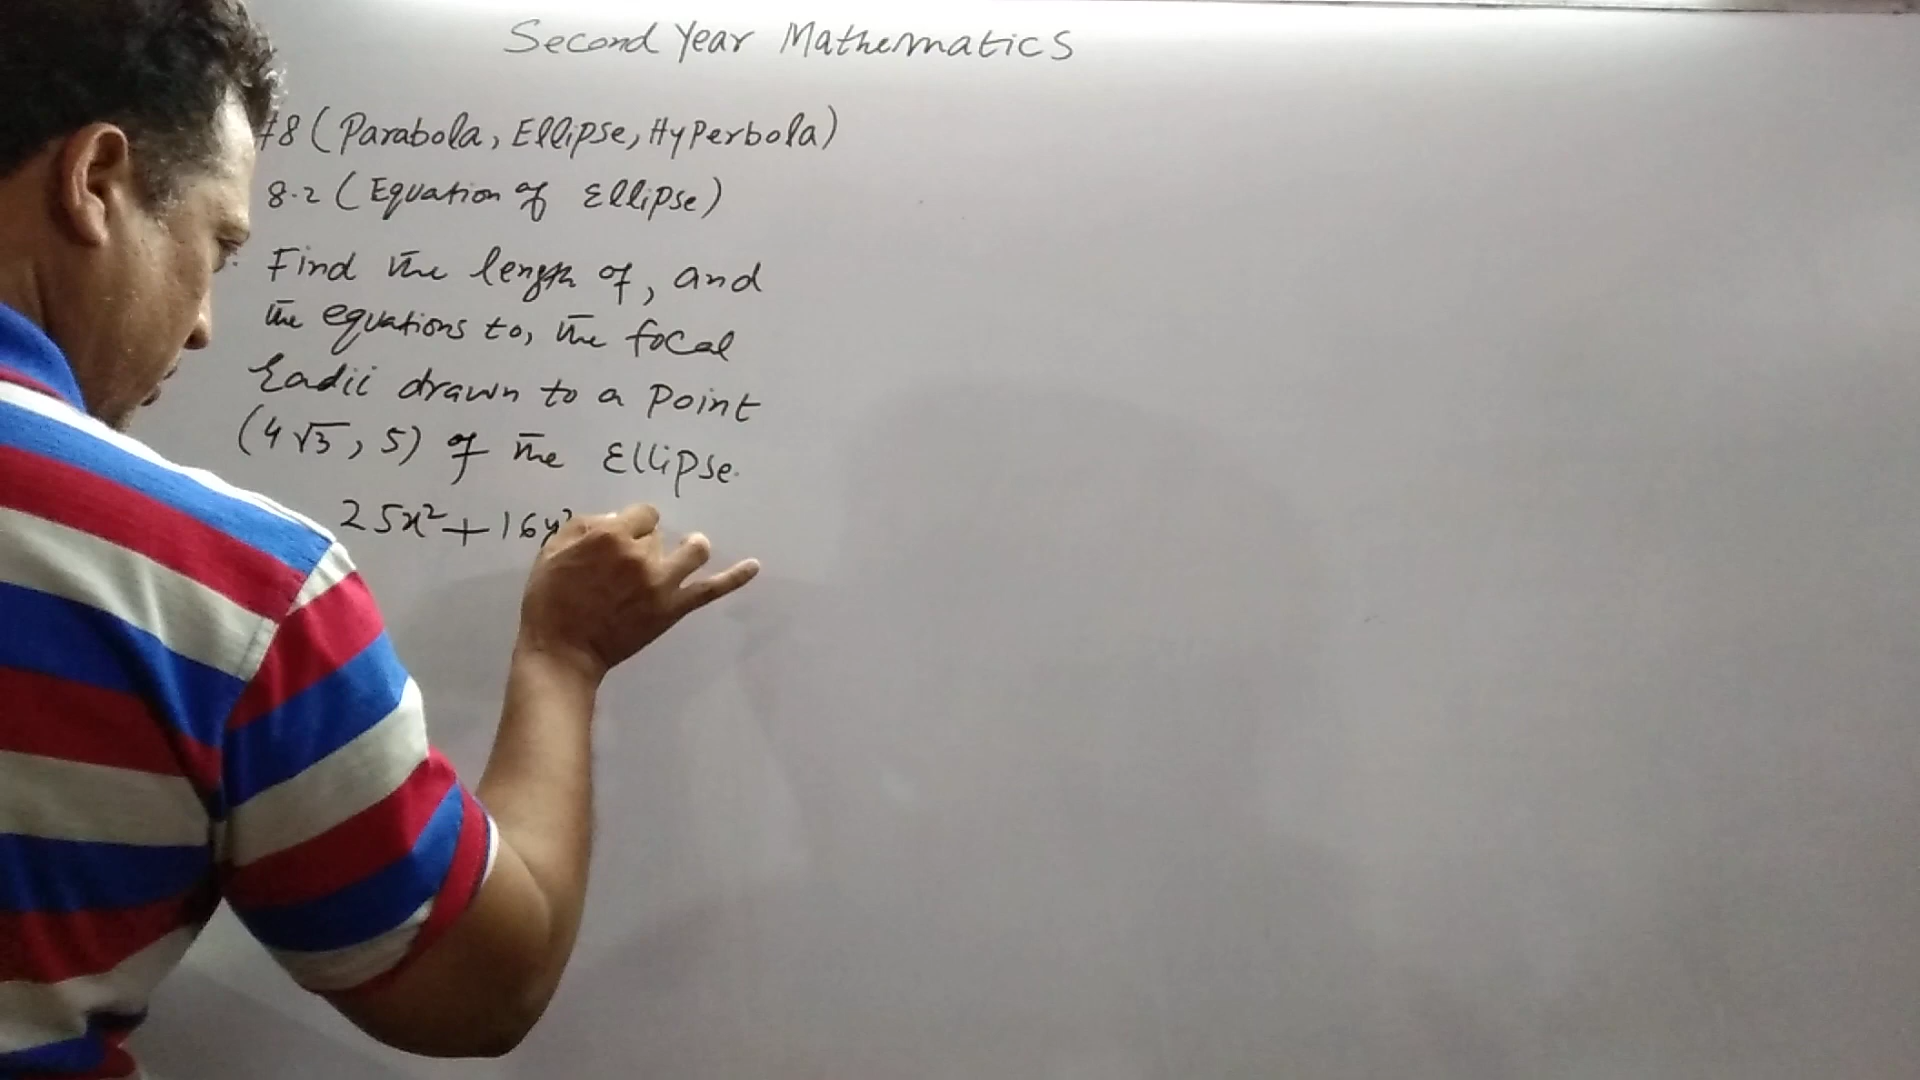 Second Year Mathematics
#8 (Parabola, Ellipse, Hyperbola)
8.2 (Equation of Ellipse)
Find the length of, and
the equations to, the focal
radii drawn to a point
(4√3, 5) of the Ellipse.
25x²+16y²